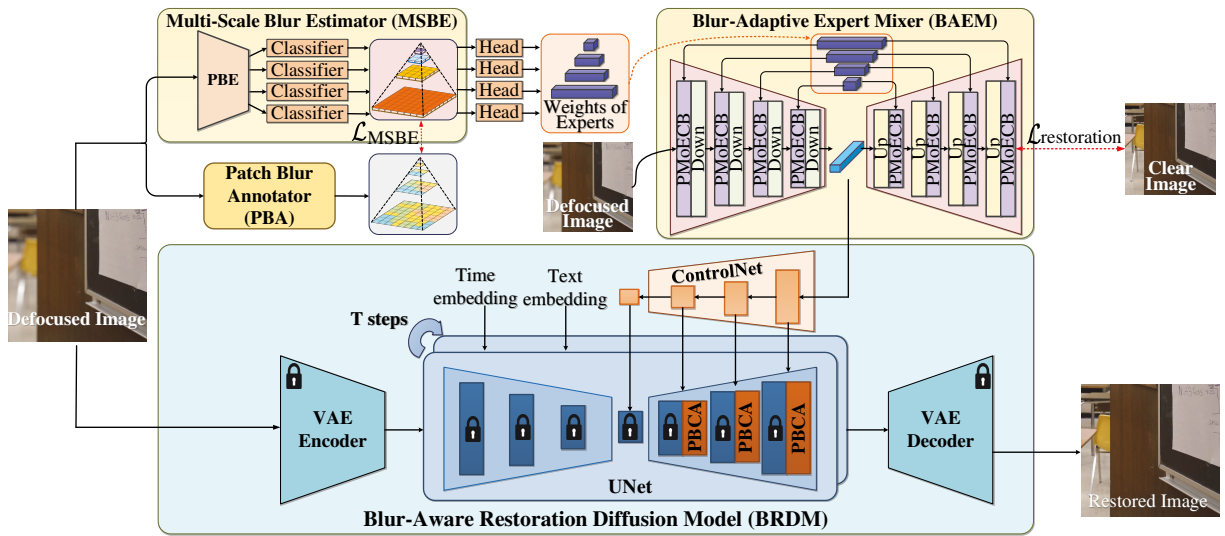 Multi-Scale Blur Estimator (MSBE)
PBE
Classifier
Classifier
Classifier
Classifier
Head
Head
Head
Head
Weights of
Experts
ℒMSBE
Patch Blur
Annotator
(PBA)
Blur-Adaptive Expert Mixer (BAEM)
Defocused
Image
PMoECB
Down
PMoECB
Down
PMoECB
Down
PMoECB
Down
Up
PMoECB
Up
PMoECB
Up
PMoECB
Up
PMoECB
ℒrestoration
Clear
Image
Defocused Image
Time
embedding
Text
embedding
ControlNet
T steps
VAE
Encoder
PBCA
PBCA
PBCA
UNet
VAE
Decoder
Restored Image
Blur-Aware Restoration Diffusion Model (BRDM)